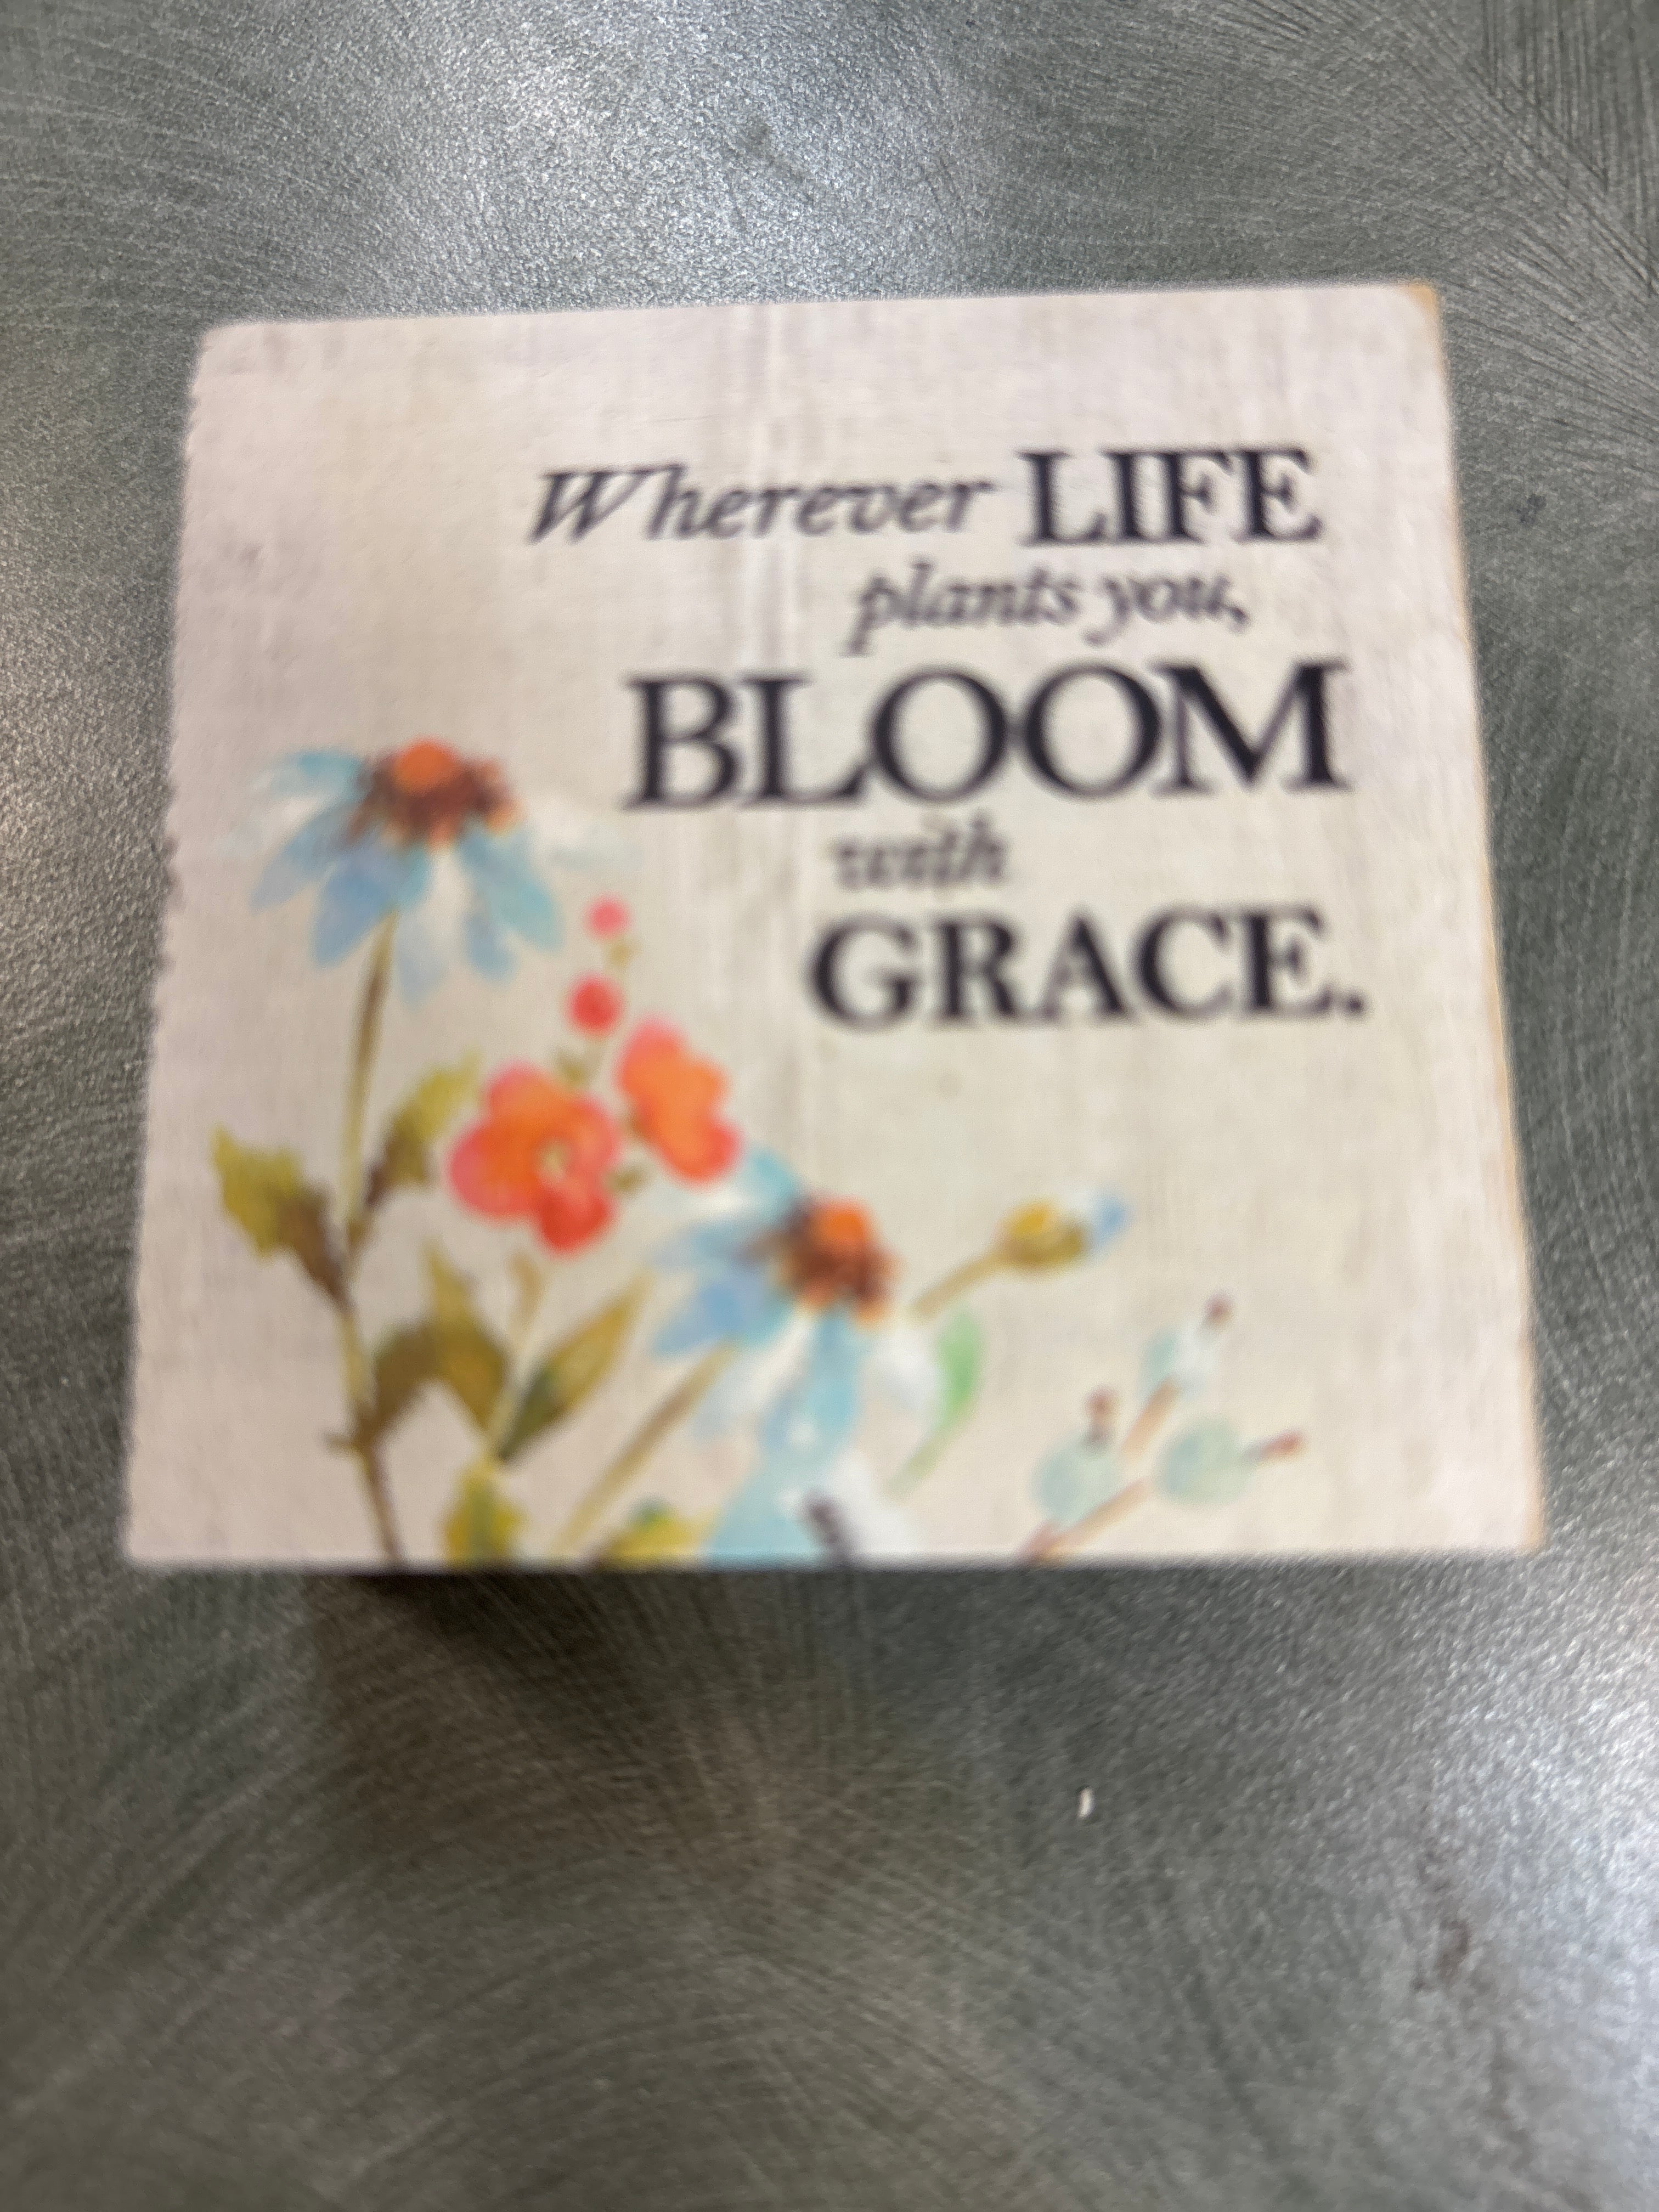 Wherever LIFE
plants you,
BLOOM
with
GRACE.